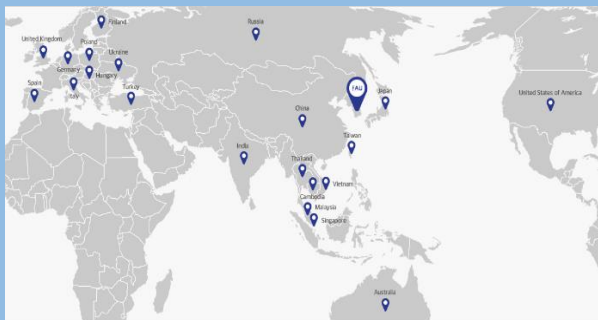 Finland
Russia
United Kingdom
Poland
Ukraine
Germany
Hungary
Spain
Italy
Turkey
China
FAU
Japan
United States of America
Taiwan
India
Thailand
Vietnam
Cambodia
Malaysia
Singapore
Australia